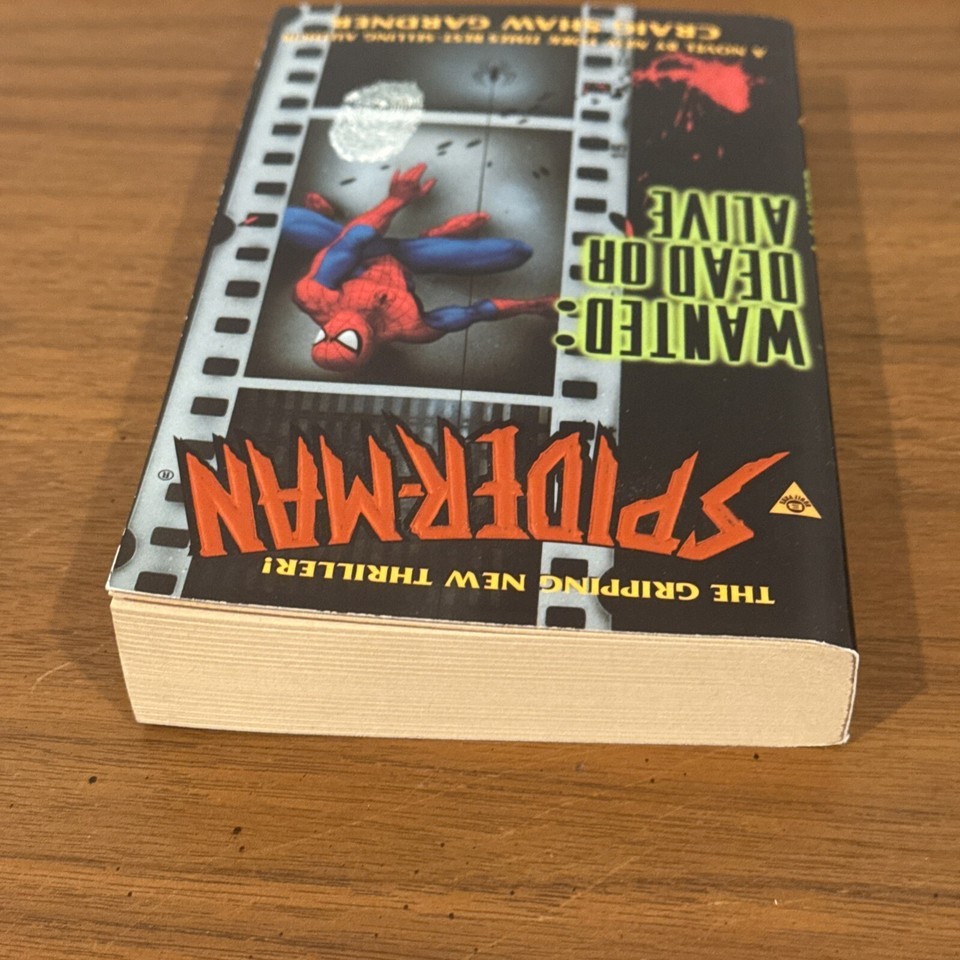 THE GRIPPING NEW THRILLER!
SPIDER-MAN
®
WANTED:
DEAD OR
ALIVE
A NOVEL BY NEW YORK TIMES BEST-SELLING AUTHOR
CRAIG SHAW GARDNER